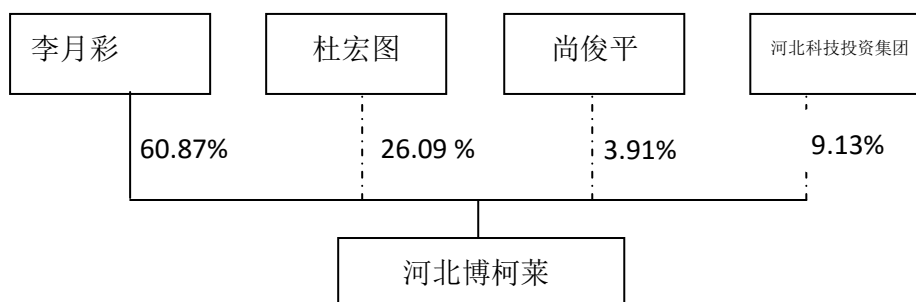 李月彩
杜宏图
尚俊平
河北科技投资集团
60.87%
26.09 %
3.91%
9.13%
河北博柯莱